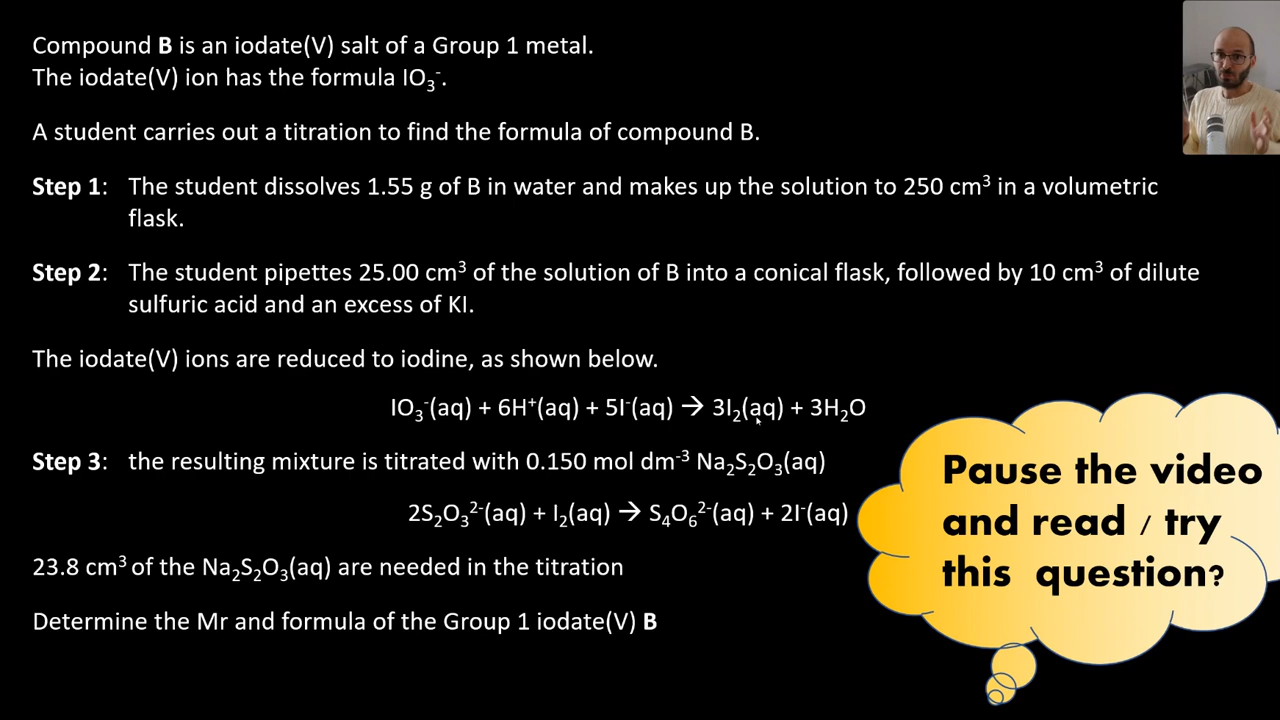 Compound B is an iodate(V) salt of a Group 1 metal.
The iodate(V) ion has the formula IO₃⁻.
A student carries out a titration to find the formula of compound B.
Step 1: The student dissolves 1.55 g of B in water and makes up the solution to 250 cm³ in a volumetric
flask.
Step 2: The student pipettes 25.00 cm³ of the solution of B into a conical flask, followed by 10 cm³ of dilute
sulfuric acid and an excess of KI.
The iodate(V) ions are reduced to iodine, as shown below.
IO₃⁻(aq) + 6H⁺(aq) + 5I⁻(aq) → 3I₂(aq) + 3H₂O
Step 3: the resulting mixture is titrated with 0.150 mol dm⁻³ Na₂S₂O₃(aq)
2S₂O₃²⁻(aq) + I₂(aq) → S₄O₆²⁻(aq) + 2I⁻(aq)
23.8 cm³ of the Na₂S₂O₃(aq) are needed in the titration
Determine the Mr and formula of the Group 1 iodate(V) B
Pause the video
and read / try
this question?